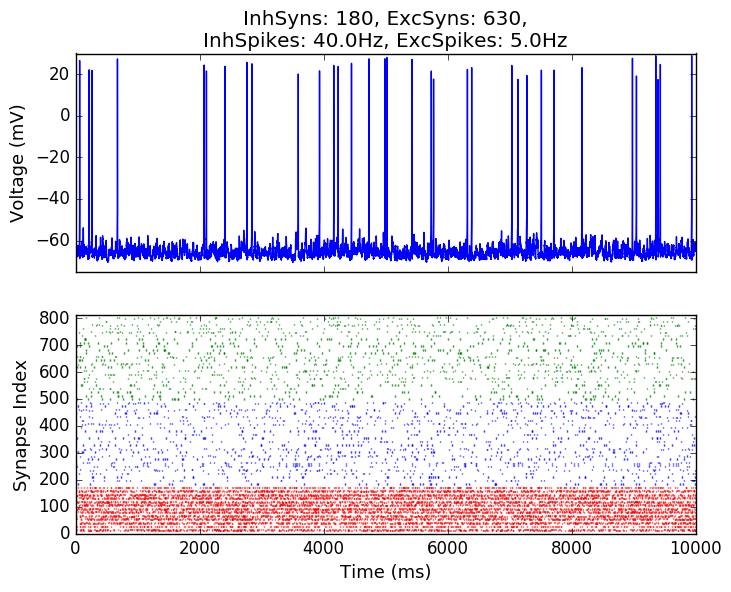 InhSyns: 180, ExcSyns: 630,
InhSpikes: 40.0Hz, ExcSpikes: 5.0Hz
20
0
−20
−40
−60
Voltage (mV)
800
700
600
500
400
300
200
100
0
Synapse Index
0 2000 4000 6000 8000 10000
Time (ms)